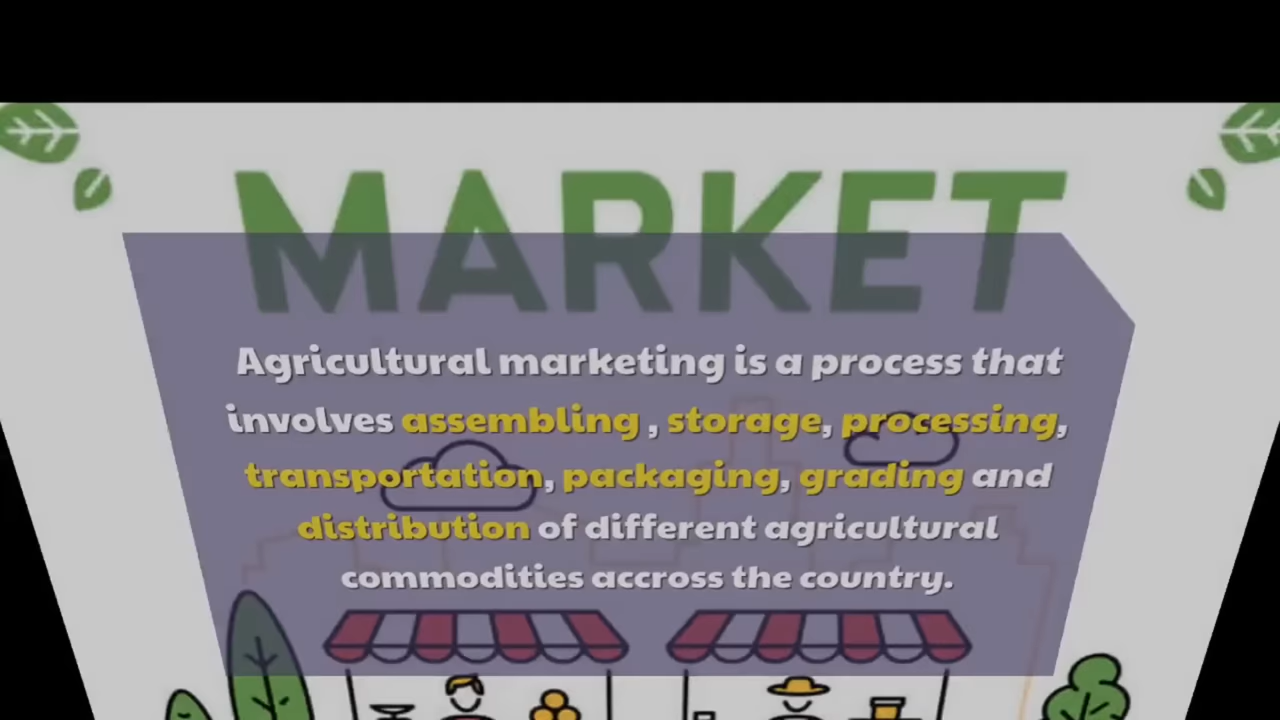 MARKET
Agricultural marketing is a process that
involves assembling , storage, processing,
transportation, packaging, grading and
distribution of different agricultural
commodities accross the country.